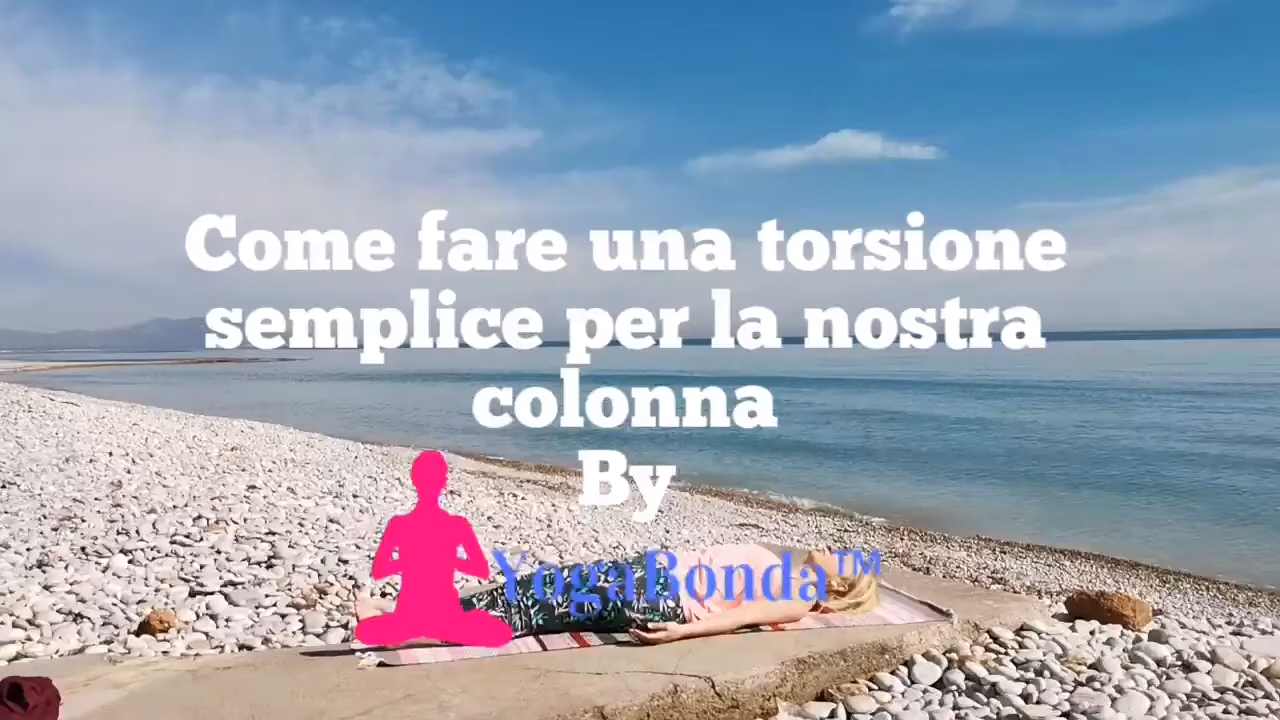 Come fare una torsione
semplice per la nostra
colonna
By
YogaBonda™